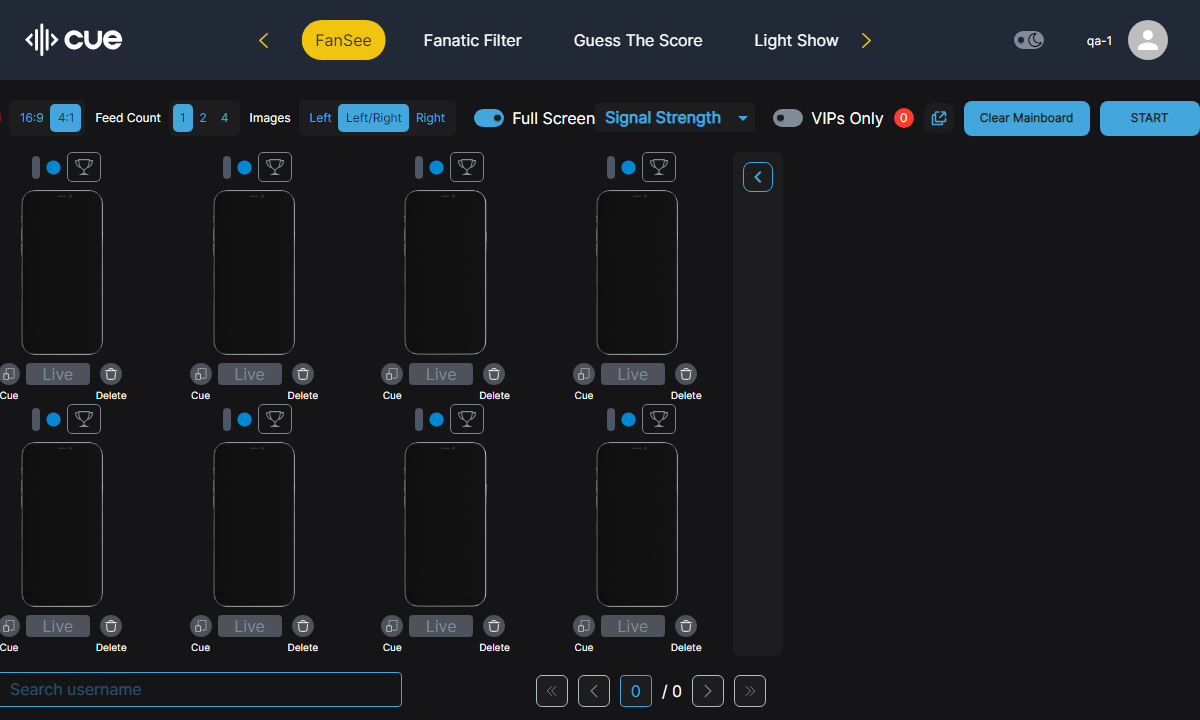 cue FanSee Fanatic Filter Guess The Score Light Show qa-1
16:9 4:1 Feed Count 1 2 4 Images Left Left/Right Right Full Screen Signal Strength VIPs Only 0 Clear Mainboard START
Live Live Live Live
Cue Delete Cue Delete Cue Delete Cue Delete
Live Live Live Live
Cue Delete Cue Delete Cue Delete Cue Delete
Search username 0 / 0